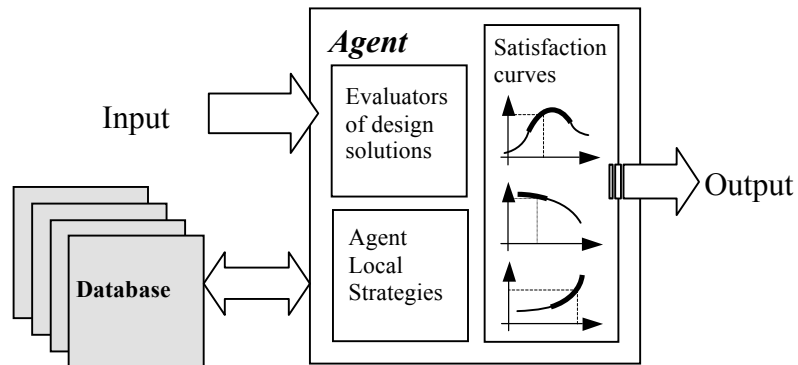 Agent
Satisfaction
curves
Evaluators
of design
solutions
Input
Output
Agent
Local
Strategies
Database